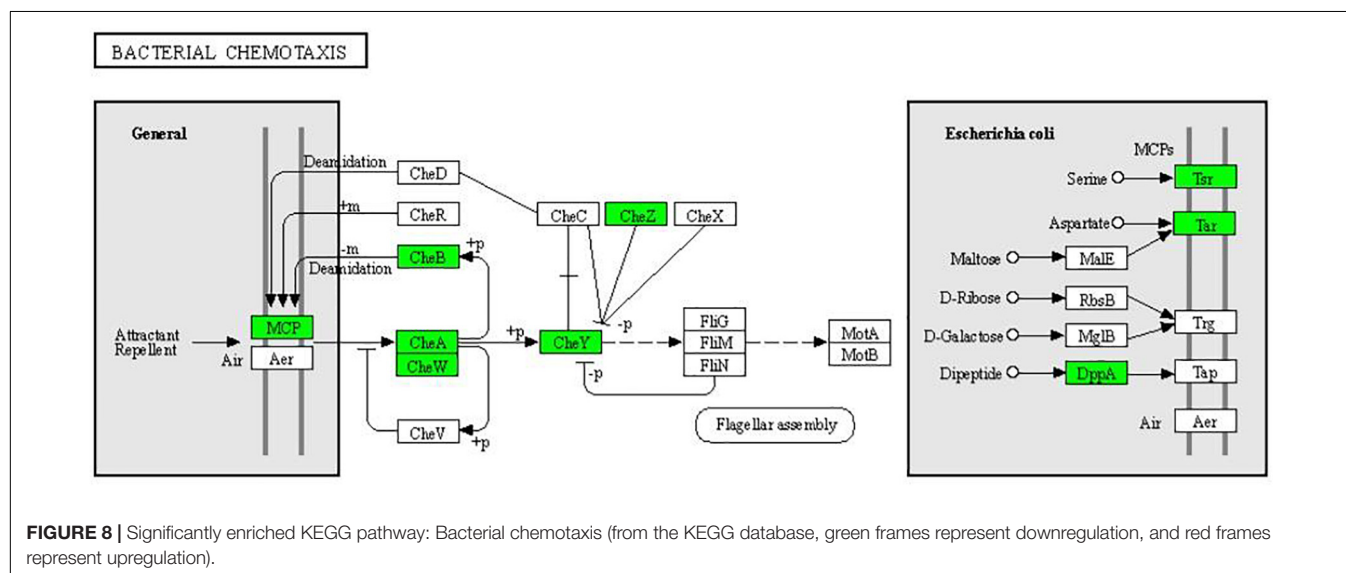 BACTERIAL CHEMOTAXIS
General
Deamidation
CheD
+m
CheR
-m
Deamidation
CheB
+p
MCP
Attractant
Repellent
Air
Aer
CheA
CheW
+p
CheV
+p
CheC
CheZ
CheX
CheY
-p
-p
FliG
FliM
FliN
MotA
MotB
Flagellar assembly
Escherichia coli
MCPs
Serine
Tsr
Aspartate
Tar
Maltose
MalE
D-Ribose
RbsB
Trg
D-Galactose
MglB
Dipeptide
DppA
Tap
Air
Aer
FIGURE 8 | Significantly enriched KEGG pathway: Bacterial chemotaxis (from the KEGG database, green frames represent downregulation, and red frames
represent upregulation).